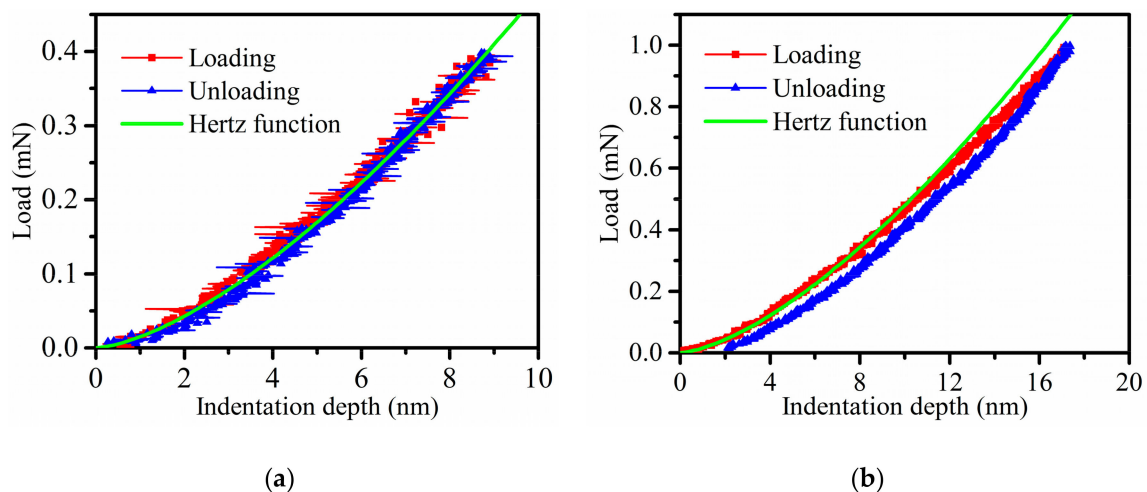 Load (mN)
0.4
0.3
0.2
0.1
0.0
Loading
Unloading
Hertz function
0 2 4 6 8 10
Indentation depth (nm)
(a)
Load (mN)
1.0
0.8
0.6
0.4
0.2
0.0
Loading
Unloading
Hertz function
0 4 8 12 16 20
Indentation depth (nm)
(b)